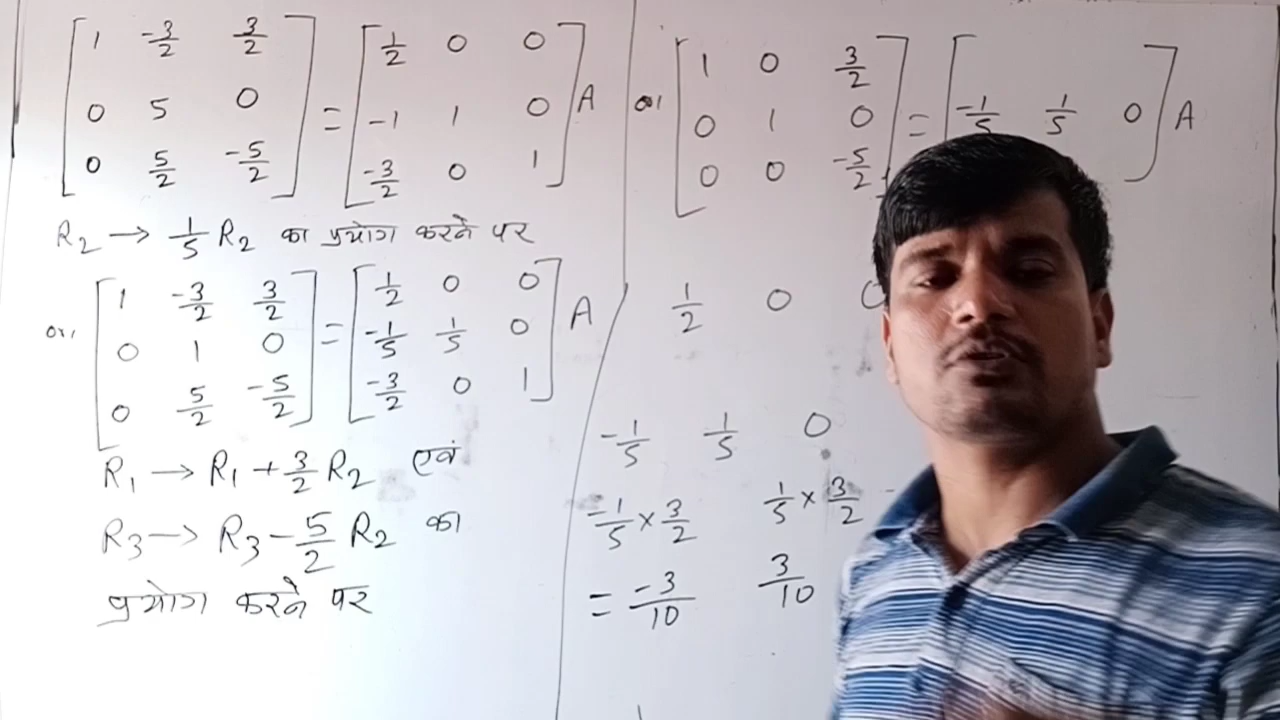 1 -3/2 3/2 1/2 0 0
0 5 0 = -1 1 0 A
0 5/2 -5/2 -3/2 0 1
R2 → 1/5 R2 का प्रयोग करने पर
or, 1 -3/2 3/2 1/2 0 0
0 1 0 = -1/5 1/5 0 A
0 5/2 -5/2 -3/2 0 1
R1 → R1 + 3/2 R2 एवं
R3 → R3 - 5/2 R2 का
प्रयोग करने पर
or 1 0 3/2
0 1 0 = -1/5 1/5 0 A
0 0 -5/2
1/2 0
-1/5 1/5 0
-1/5 × 3/2 1/5 × 3/2
= -3/10 3/10